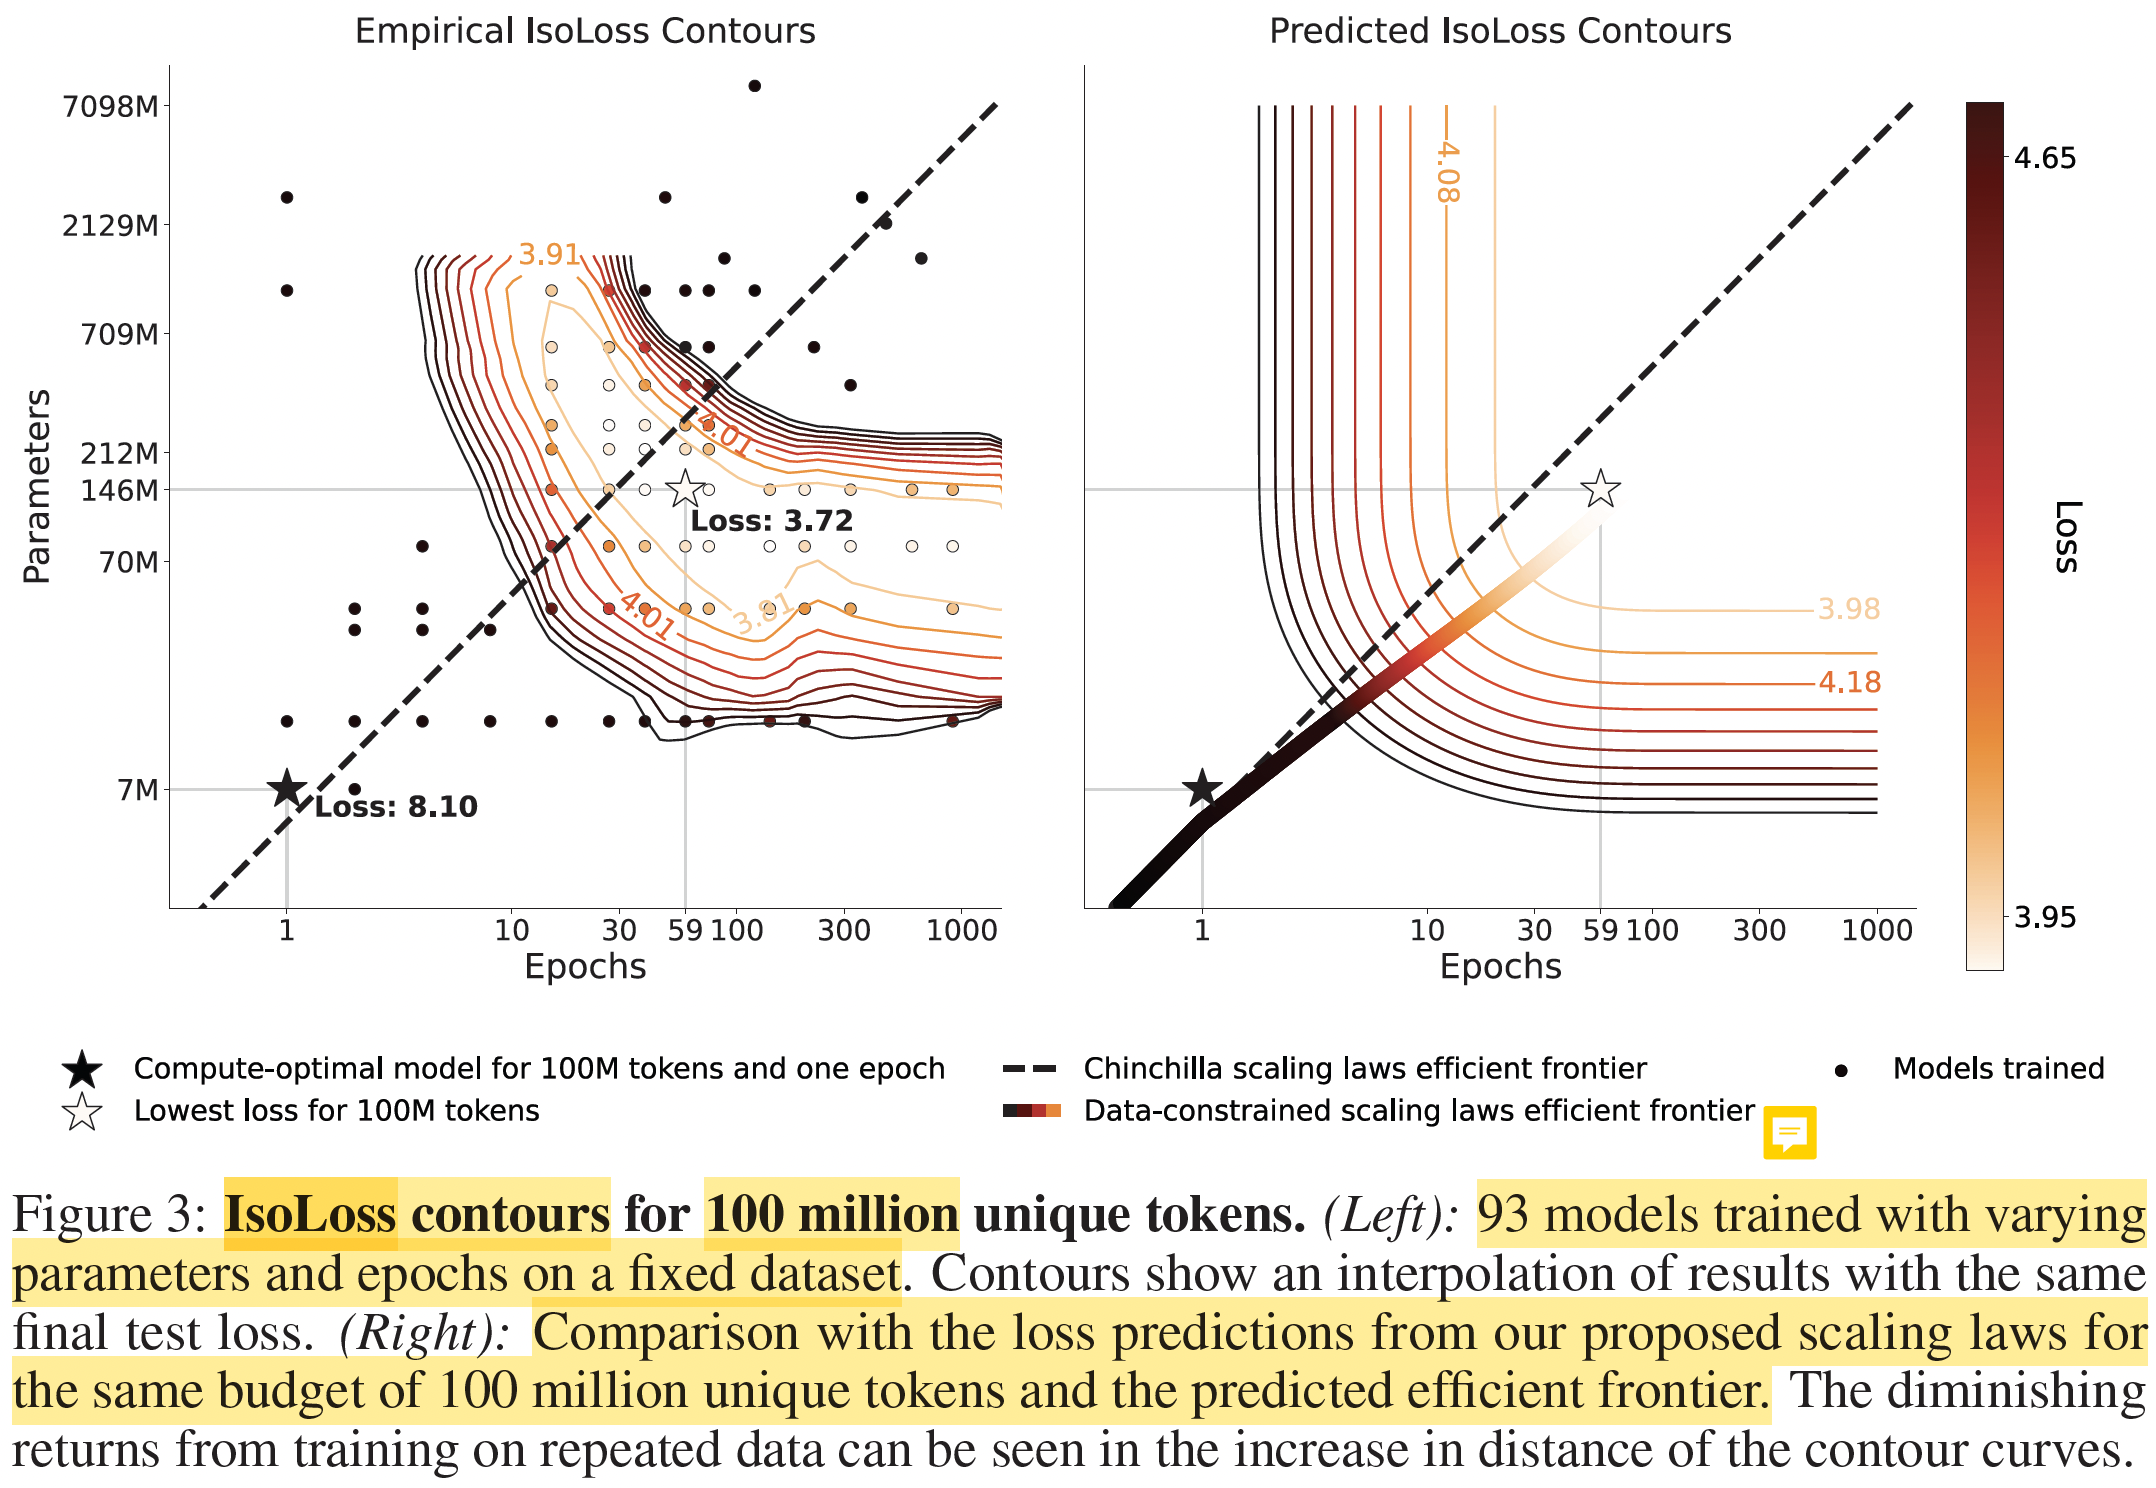 Empirical IsoLoss Contours
Predicted IsoLoss Contours
Parameters
7098M
2129M
709M
212M
146M
70M
7M
3.91
4.01
4.01
3.81
Loss: 3.72
Loss: 8.10
1
10
30
59
100
300
1000
Epochs
4.08
3.98
4.18
1
10
30
59
100
300
1000
Epochs
4.65
3.95
Loss
Compute-optimal model for 100M tokens and one epoch
Lowest loss for 100M tokens
Chinchilla scaling laws efficient frontier
Data-constrained scaling laws efficient frontier
Models trained
Figure 3: IsoLoss contours for 100 million unique tokens. (Left): 93 models trained with varying
parameters and epochs on a fixed dataset. Contours show an interpolation of results with the same
final test loss. (Right): Comparison with the loss predictions from our proposed scaling laws for
the same budget of 100 million unique tokens and the predicted efficient frontier. The diminishing
returns from training on repeated data can be seen in the increase in distance of the contour curves.